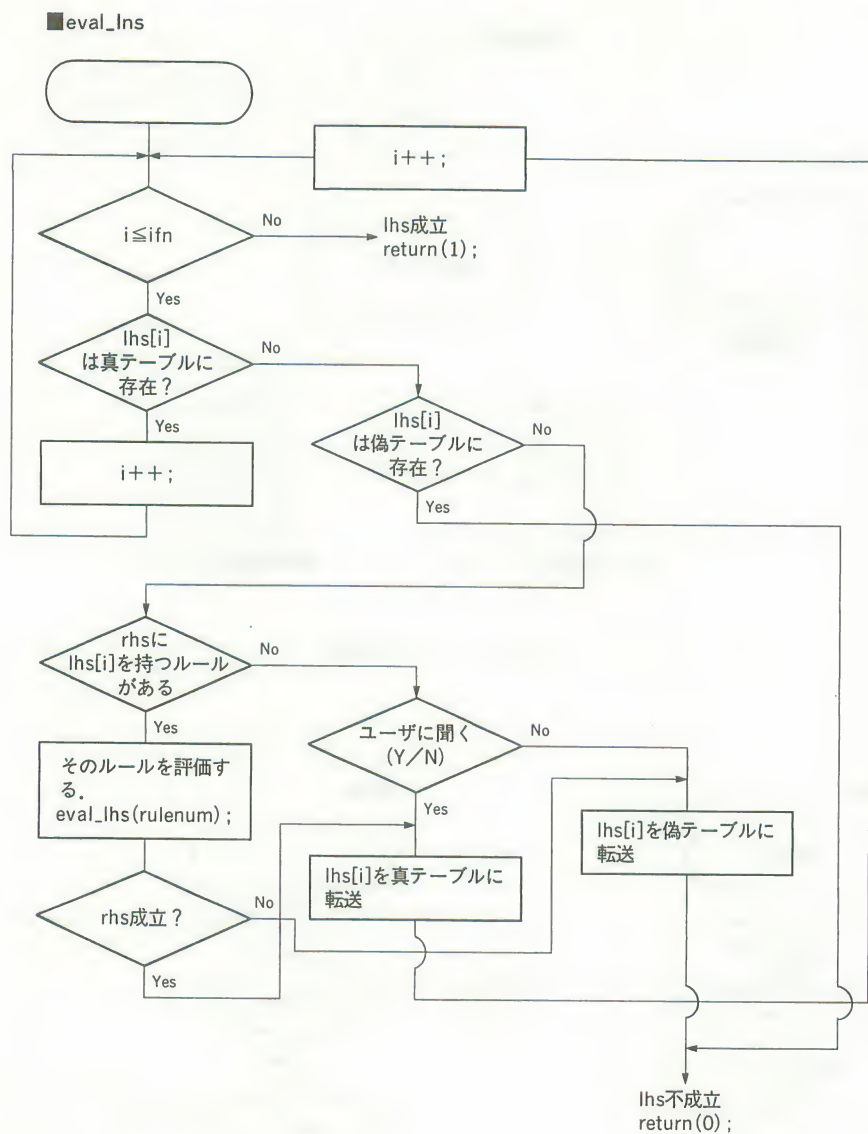 ■eval_lns
i++;
i≦ifn
No
lhs成立
return(1);
Yes
lhs[i]
は真テーブルに
存在?
No
Yes
i++;
lhs[i]
は偽テーブルに
存在?
No
Yes
rhsに
lhs[i]を持つルール
がある
No
Yes
ユーザに聞く
(Y/N)
No
Yes
そのルールを評価す
る.
eval_lhs(rulenum);
lhs[i]を真テーブルに
転送
lhs[i]を偽テーブルに
転送
rhs成立?
No
Yes
lhs不成立
return(0);